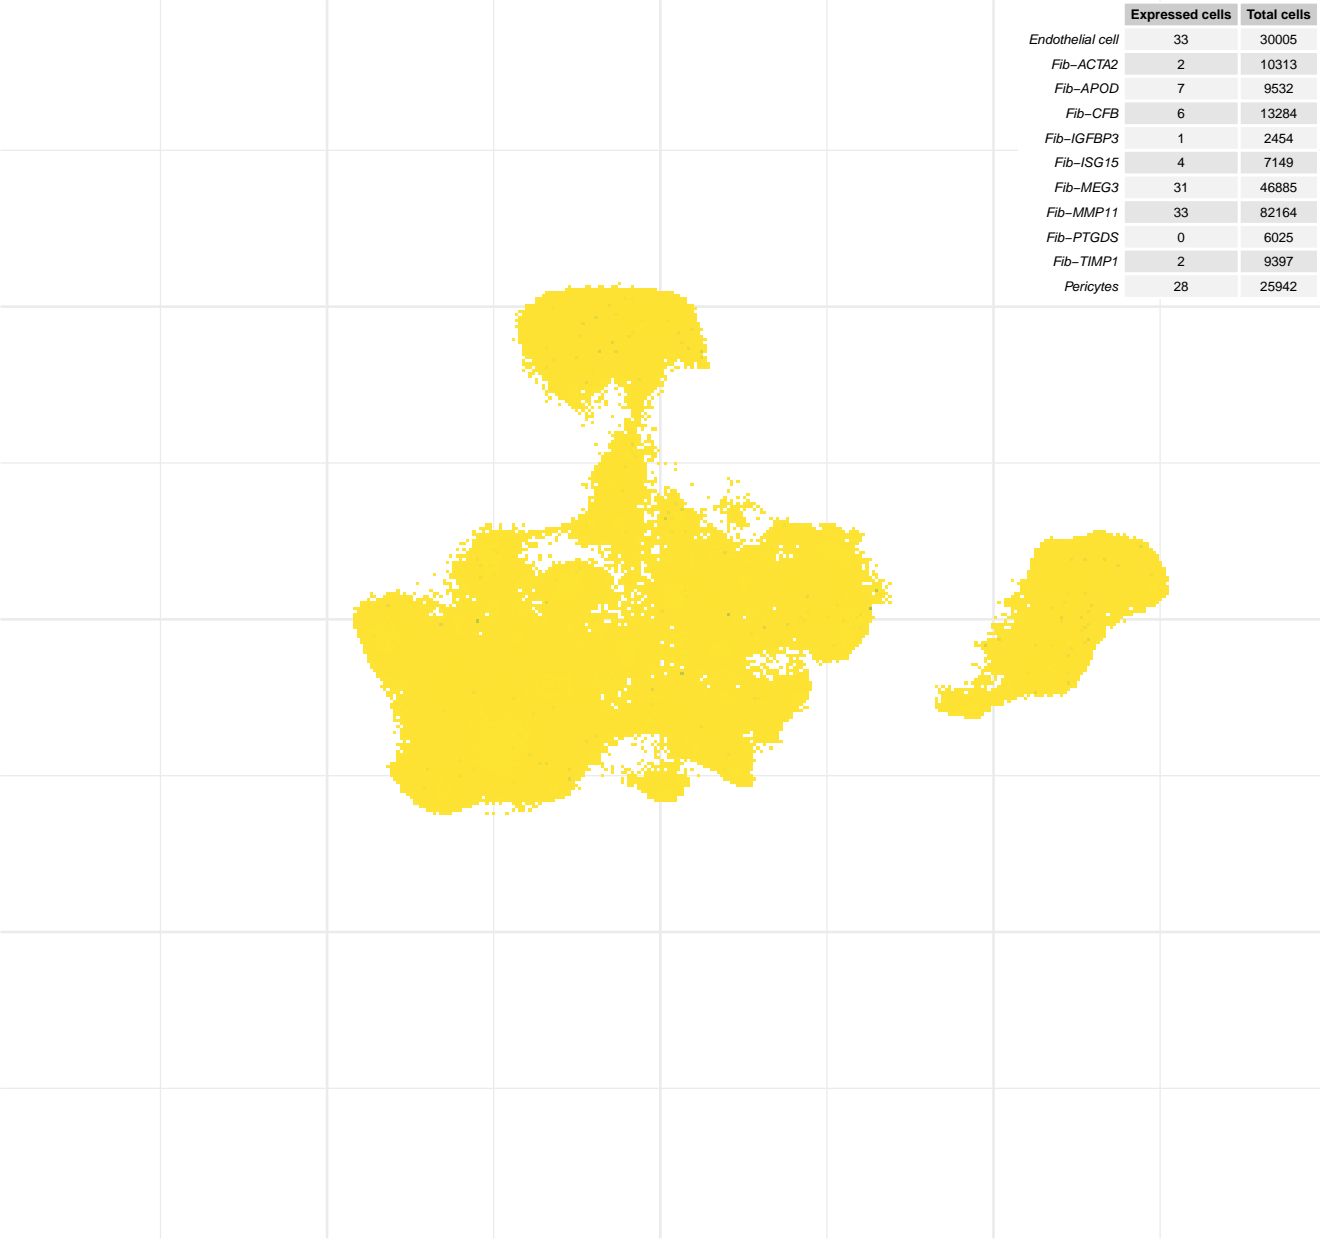 Expressed cells Total cells
Endothelial cell 33 30005
Fib−ACTA2 2 10313
Fib−APOD 7 9532
Fib−CFB 6 13284
Fib−IGFBP3 1 2454
Fib−ISG15 4 7149
Fib−MEG3 31 46885
Fib−MMP11 33 82164
Fib−PTGDS 0 6025
Fib−TIMP1 2 9397
Pericytes 28 25942